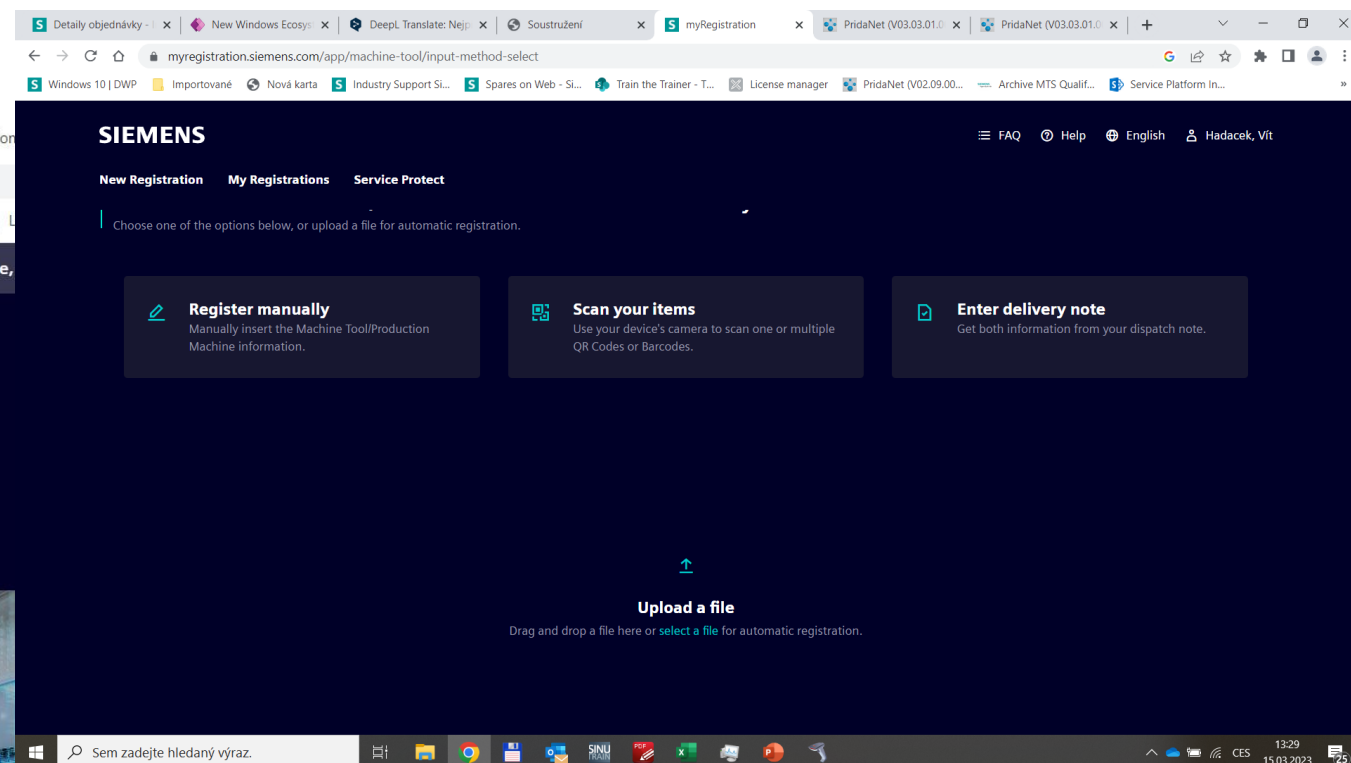 Detaily objednávky -
New Windows Ecosys
DeepL Translate: Nejp
Soustružení
myRegistration
PridaNet (V03.03.01.0
PridaNet (V03.03.01.0
myregistration.siemens.com/app/machine-tool/input-method-select
Windows 10 | DWP
Importované
Nová karta
Industry Support Si...
Spares on Web - Si...
Train the Trainer - T...
License manager
PridaNet (V02.09.00...
Archive MTS Qualif...
Service Platform In...
»
SIEMENS
FAQ
Help
English
Hadacek, Vít
New Registration
My Registrations
Service Protect
Choose one of the options below, or upload a file for automatic registration.
Register manually
Manually insert the Machine Tool/Production
Machine information.
Scan your items
Use your device's camera to scan one or multiple
QR Codes or Barcodes.
Enter delivery note
Get both information from your dispatch note.
Upload a file
Drag and drop a file here or select a file for automatic registration.
Sem zadejte hledaný výraz.
SINU
TRAIN
PDF
CES
13:29
15.03.2023
25